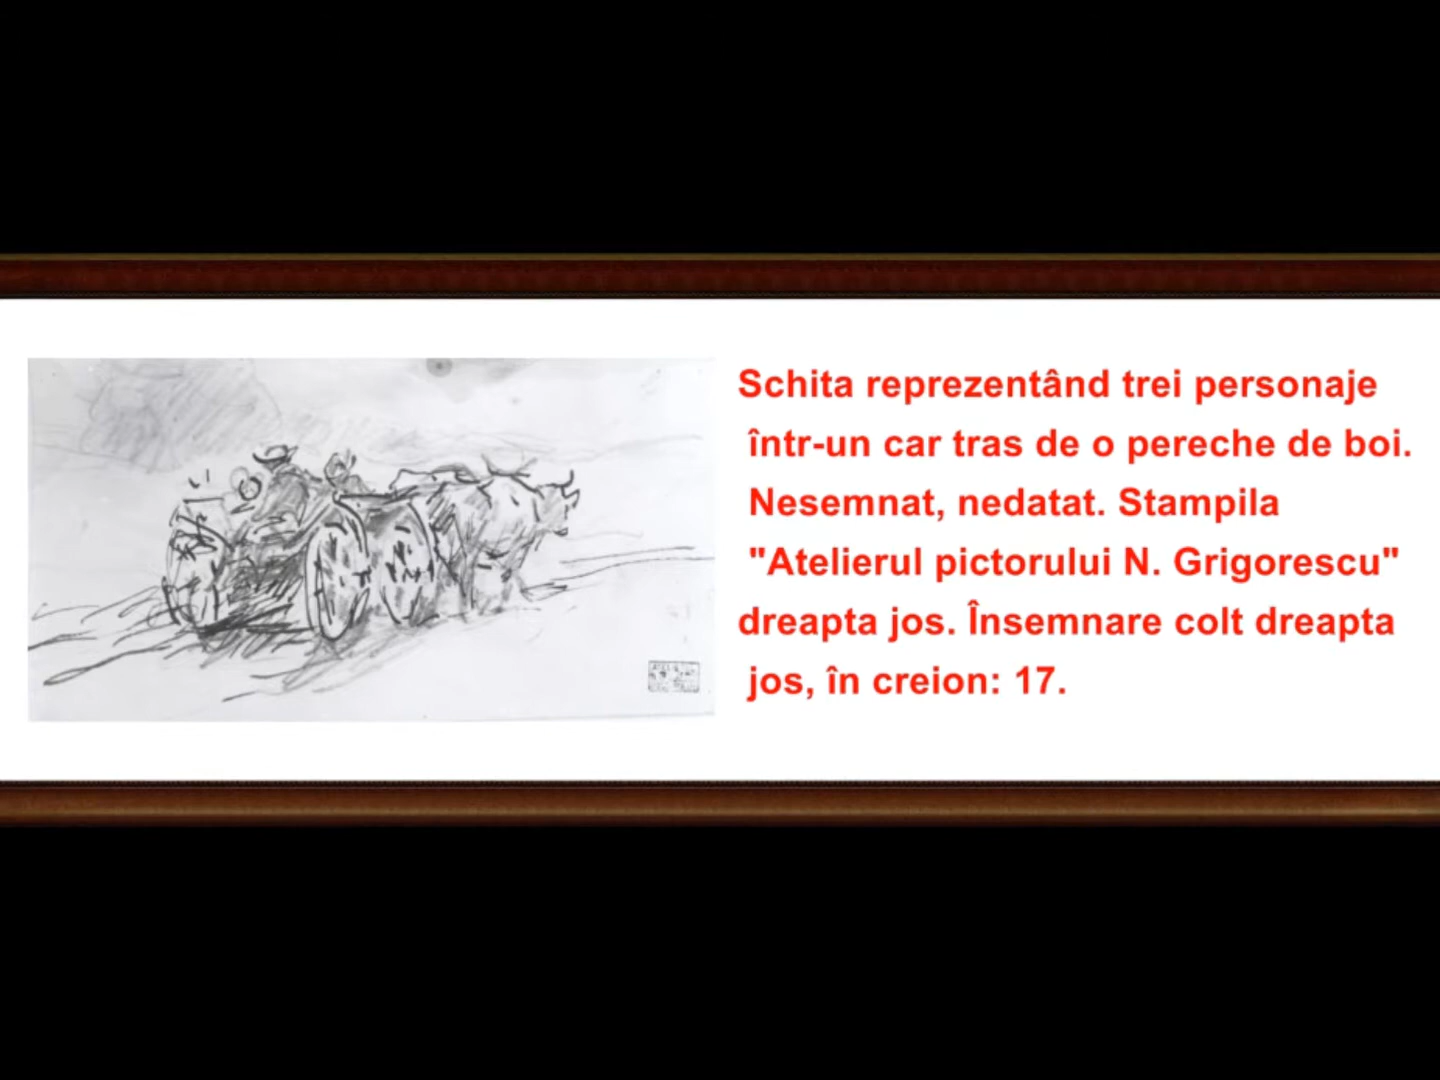 Schita reprezentând trei personaje
într-un car tras de o pereche de boi.
Nesemnat, nedatat. Stampila
"Atelierul pictorului N. Grigorescu"
dreapta jos. Însemnare colt dreapta
jos, în creion: 17.